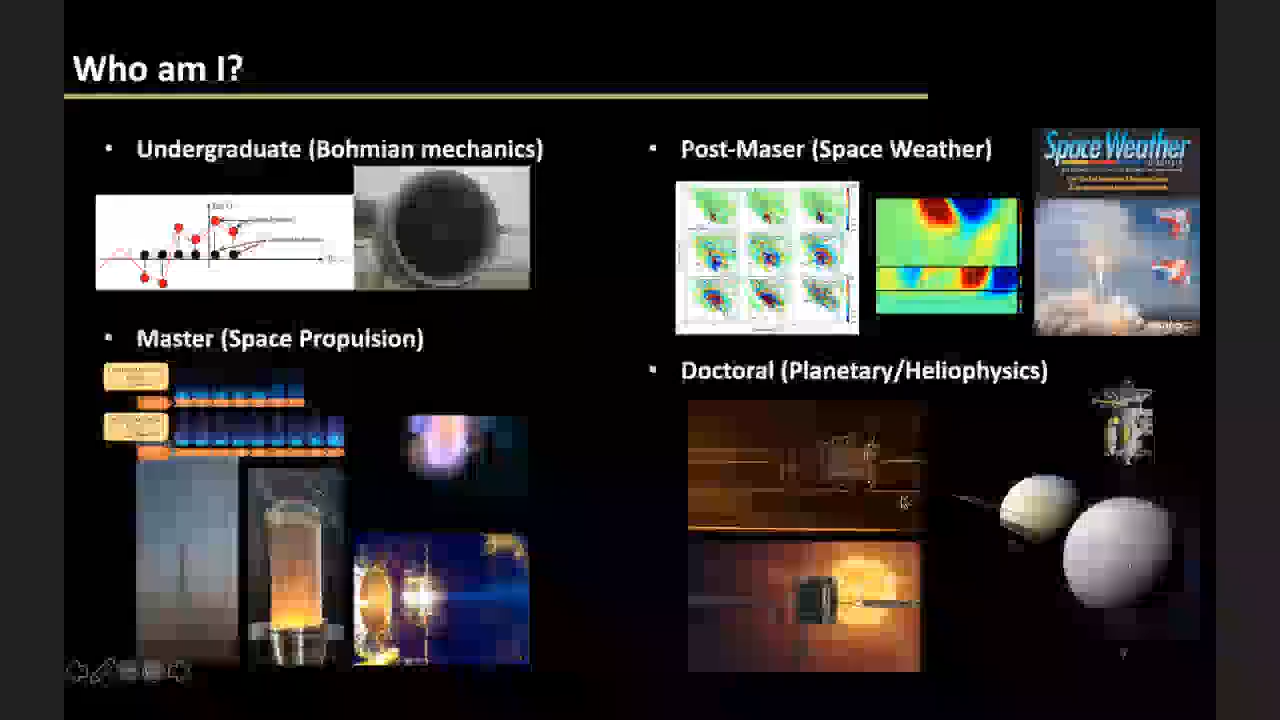 Who am I?
• Undergraduate (Bohmian mechanics)
• Master (Space Propulsion)
• Post-Maser (Space Weather)
Space Weather
• Doctoral (Planetary/Heliophysics)